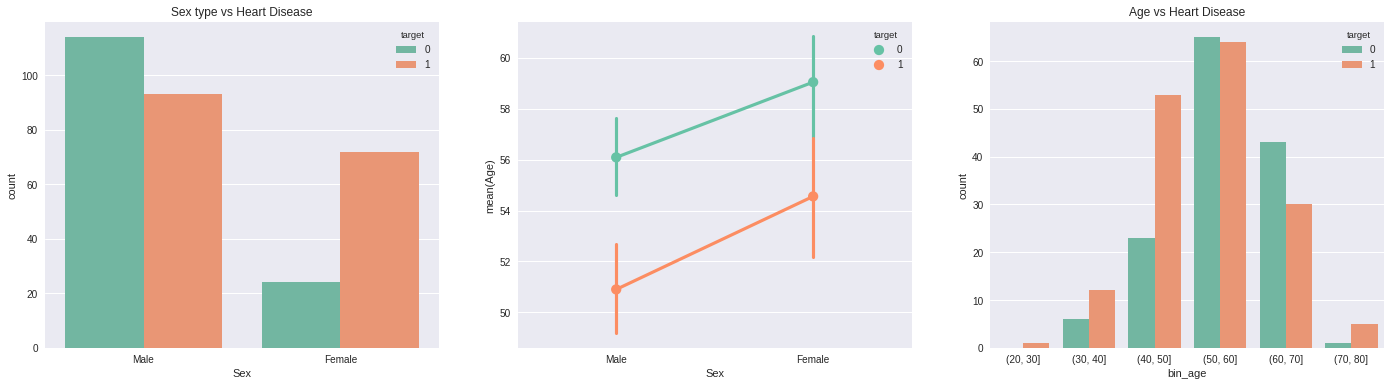 Sex type vs Heart Disease
target
0
1
100
80
60
40
20
0
count
Male
Female
Sex
target
0
1
60
58
56
54
52
50
mean(Age)
Male
Female
Sex
Age vs Heart Disease
target
0
1
60
50
40
30
20
10
0
count
(20, 30]
(30, 40]
(40, 50]
(50, 60]
(60, 70]
(70, 80]
bin_age